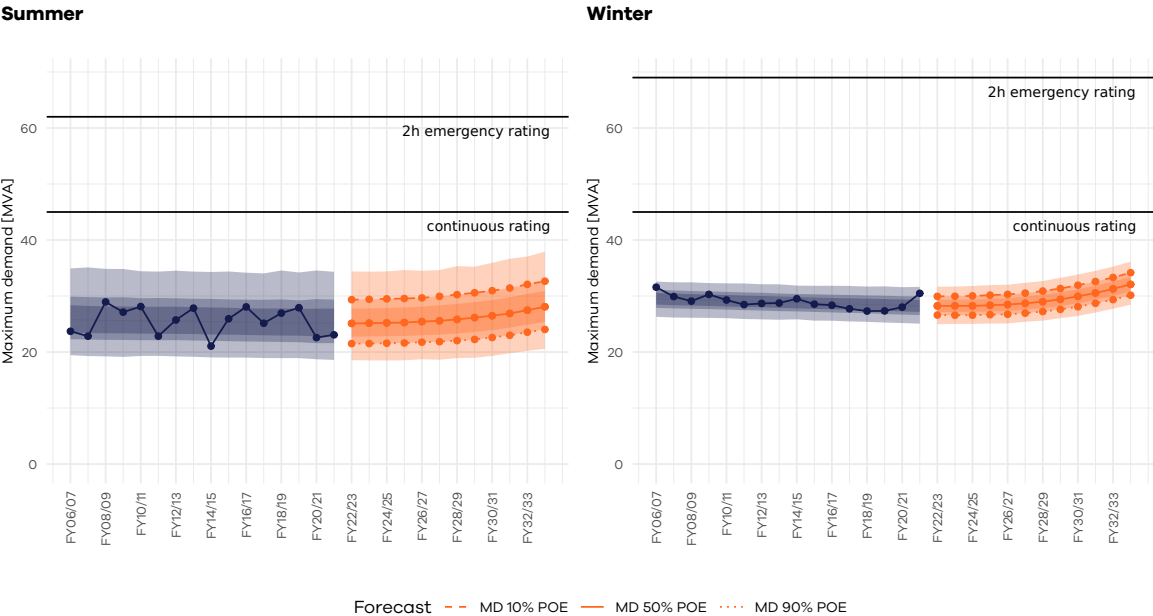 Summer
Maximum demand [MVA]
60
40
20
0
2h emergency rating
continuous rating
FY06/07
FY08/09
FY10/11
FY12/13
FY14/15
FY16/17
FY18/19
FY20/21
FY22/23
FY24/25
FY26/27
FY28/29
FY30/31
FY32/33
Winter
Maximum demand [MVA]
60
40
20
0
2h emergency rating
continuous rating
FY06/07
FY08/09
FY10/11
FY12/13
FY14/15
FY16/17
FY18/19
FY20/21
FY22/23
FY24/25
FY26/27
FY28/29
FY30/31
FY32/33
Forecast MD 10% POE MD 50% POE MD 90% POE